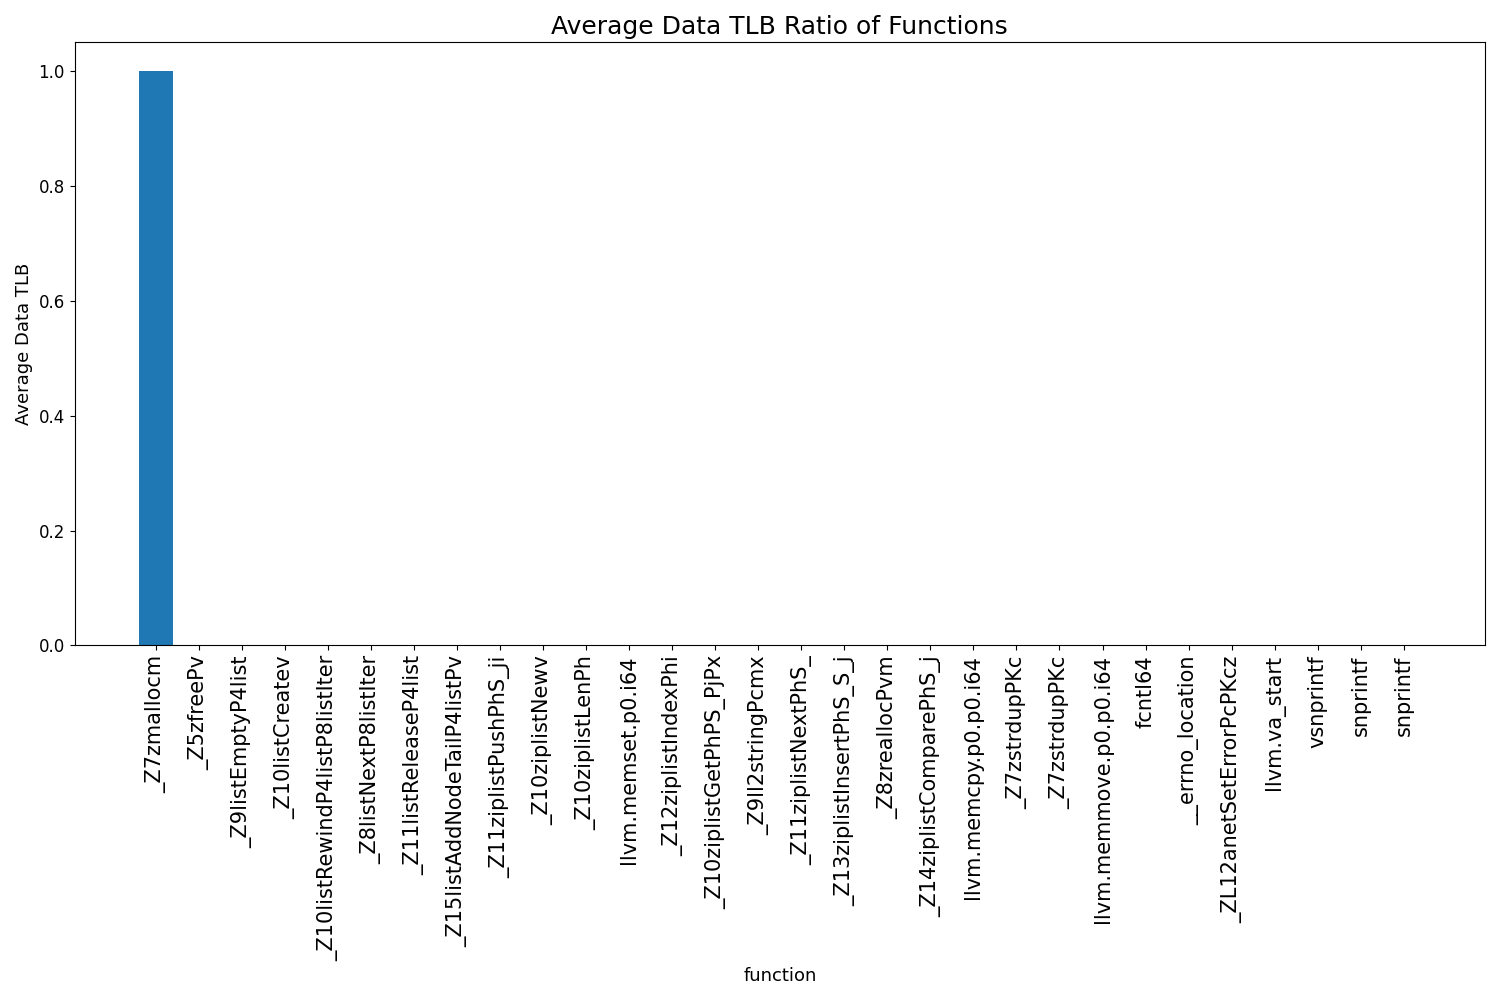 Average Data TLB Ratio of Functions
Average Data TLB
1.0
0.8
0.6
0.4
0.2
0.0
_Z7zmallocm
_Z5zfreePv
_Z9listEmptyP4list
_Z10listCreatev
_Z10listRewindP4listP8listIter
_Z8listNextP8listIter
_Z11listReleaseP4list
_Z15listAddNodeTailP4listPv
_Z11ziplistPushPhS_ji
_Z10ziplistNewv
_Z10ziplistLenPh
llvm.memset.p0.i64
_Z12ziplistIndexPhi
_Z10ziplistGetPhPS_PjPx
_Z9ll2stringPcmx
_Z11ziplistNextPhS_
_Z13ziplistInsertPhS_S_j
_Z8zreallocPvm
_Z14ziplistComparePhS_j
llvm.memcpy.p0.p0.i64
_Z7zstrdupPKc
_Z7zstrdupPKc
llvm.memmove.p0.p0.i64
fcntl64
__errno_location
_ZL12anetSetErrorPcPKcz
llvm.va_start
vsnprintf
snprintf
snprintf
function